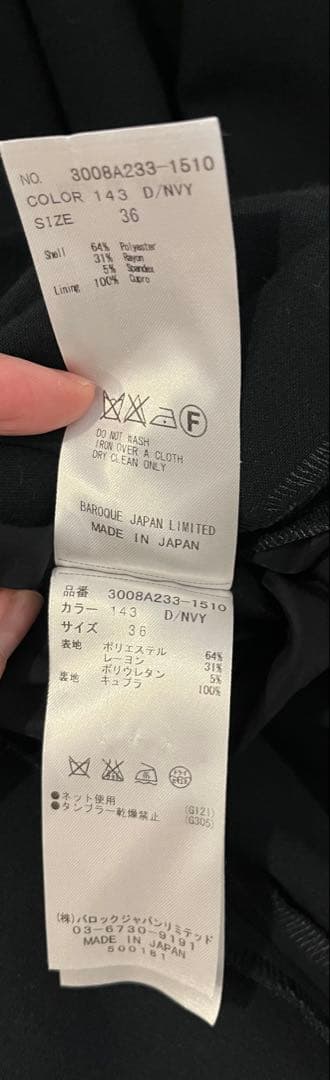 NO. 3008A233-1510
COLOR 143 D/NVY
SIZE 36
Shell 64% Polyester
31% Rayon
5% Spandex
Lining 100% Cupro
F
DO NOT WASH
IRON OVER A CLOTH
DRY CLEAN ONLY
BAROQUE JAPAN LIMITED
MADE IN JAPAN
品番 3008A233-1510
カラー 143 D/NVY
サイズ 36
表地 ポリエステル 64%
レーヨン 31%
ポリウレタン 5%
裏地 キュプラ 100%
●ネット使用 (G121)
●タンブラー乾燥禁止 (G305)
(株)バロックジャパンリミテッド
03-6730-9191
MADE IN JAPAN
500181